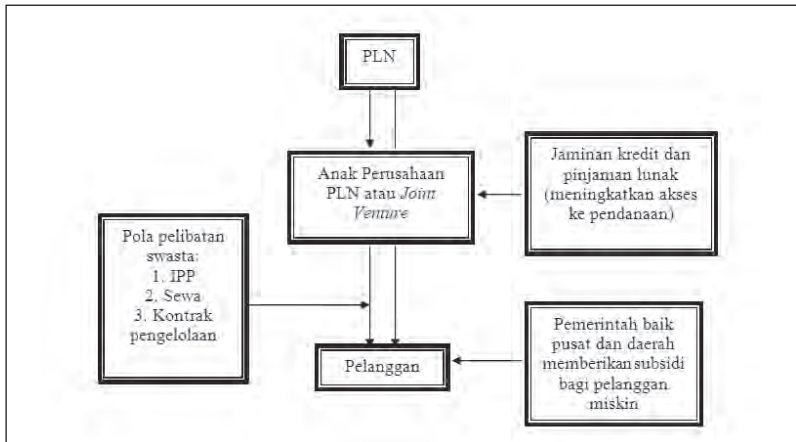 PLN
Anak Perusahaan
PLN atau Joint
Venture
Jaminan kredit dan
pinjaman lunak
(meningkatkan akses
ke pendanaan)
Pola pelibatan
swasta:
1. IPP
2. Sewa
3. Kontrak
pengelolaan
Pelanggan
Pemerintah baik
pusat dan daerah
memberikan subsidi
bagi pelanggan
miskin